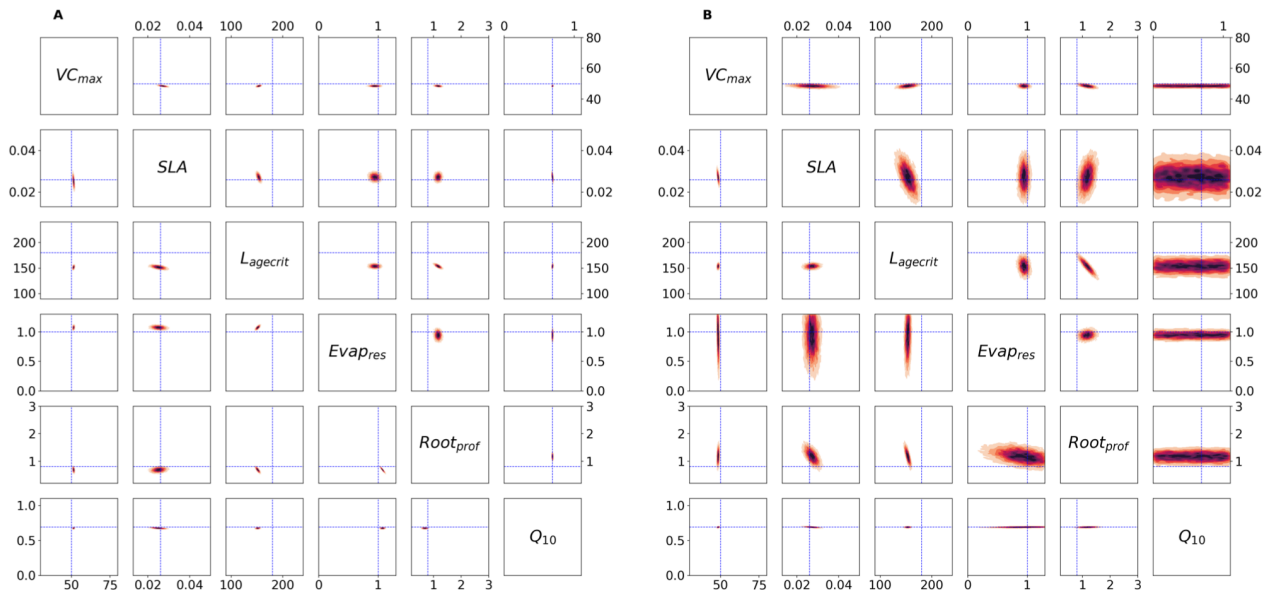 A B
0.02 0.04 100 200 1 2 3 0 1 0.02 0.04 100 200 1 2 3 0 1
VCmax 80 60 40 VCmax 80 60 40
0.04 0.02 SLA 0.04 0.02 0.04 0.02 SLA 0.04 0.02
200 150 100 Lagecrit 200 150 100 200 150 100 Lagecrit 200 150 100
1.0 0.5 0.0 Evapres 1.0 0.5 0.0 1.0 0.5 0.0 Evapres 1.0 0.5 0.0
3 2 1 Rootprof 3 2 1 3 2 1 Rootprof 3 2 1
1.0 0.5 0.0 Q10 1.0 0.5 0.0 Q10
50 75 0.02 0.04 100 200 0 1 1 2 3 50 75 0.02 0.04 100 200 0 1 1 2 3